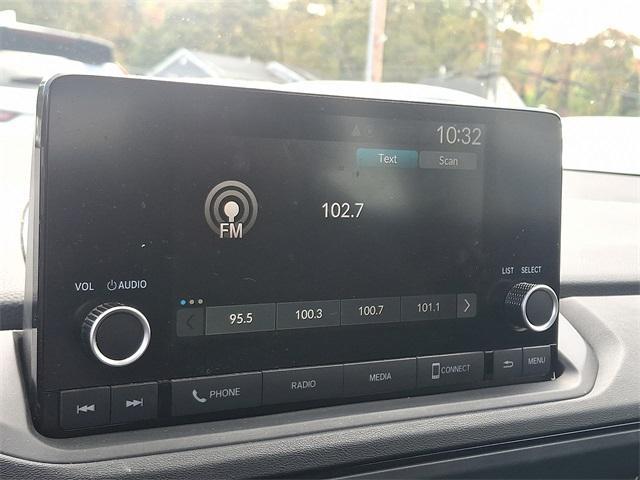 10:32
Text Scan
FM
102.7
VOL AUDIO
LIST SELECT
95.5 100.3 100.7 101.1
PHONE RADIO MEDIA CONNECT MENU